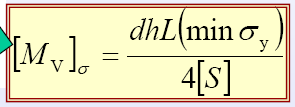 [M_V]_σ = dhL(min σ_y) / 4[S]